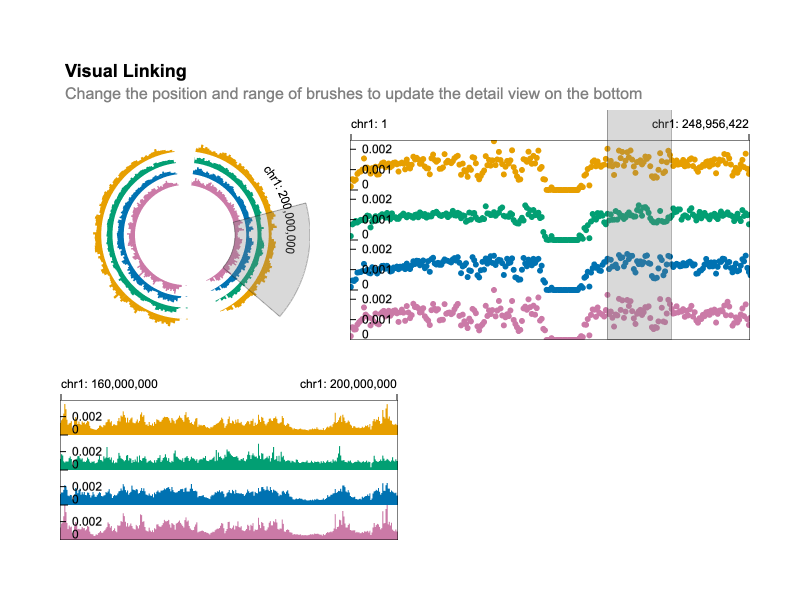 Visual Linking
Change the position and range of brushes to update the detail view on the bottom
chr1: 200,000,000
chr1: 1
chr1: 248,956,422
0.002
0.001
0
0.002
0.001
0
0.002
0.001
0
0.002
0.001
0
chr1: 160,000,000
chr1: 200,000,000
0.002
0
0.002
0
0.002
0
0.002
0